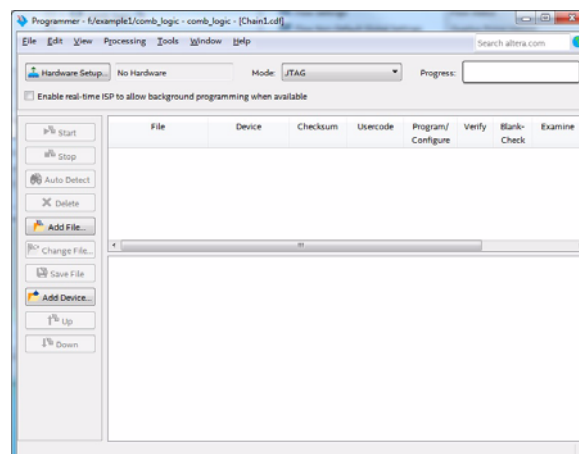 Programmer - f:/example1/comb_logic - comb_logic - [Chain1.cdf]
File Edit View Processing Tools Window Help
Search altera.com
Hardware Setup... No Hardware Mode: JTAG Progress:
Enable real-time ISP to allow background programming when available
File Device Checksum Usercode Program/ Configure Verify Blank- Check Examine
Start
Stop
Auto Detect
Delete
Add File...
Change File...
Save File
Add Device...
Up
Down